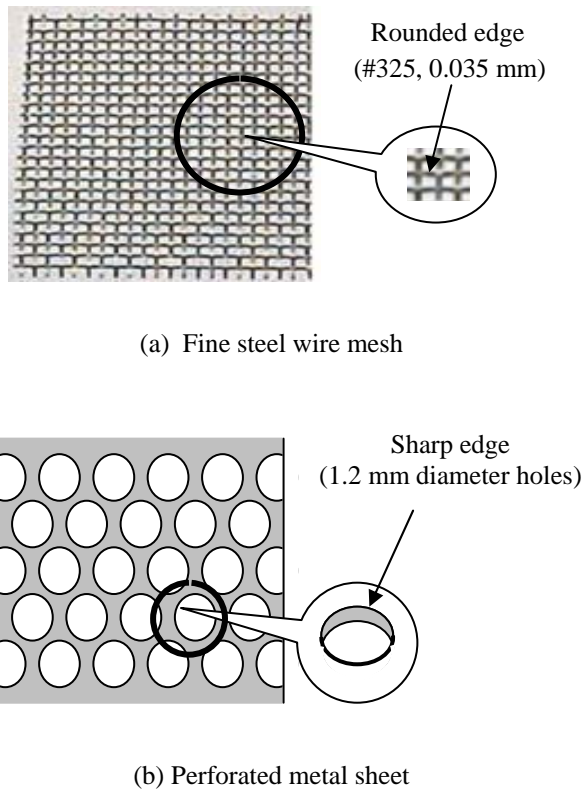 Rounded edge
(#325, 0.035 mm)
(a) Fine steel wire mesh
Sharp edge
(1.2 mm diameter holes)
(b) Perforated metal sheet